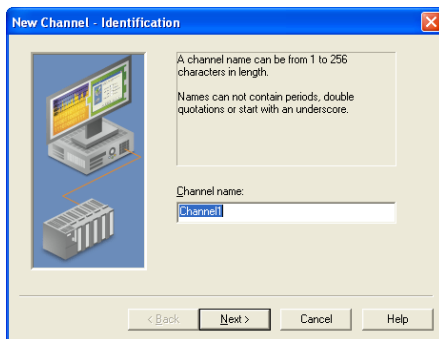 New Channel - Identification
A channel name can be from 1 to 256
characters in length.
Names can not contain periods, double
quotations or start with an underscore.
Channel name:
Channel1
< Back Next > Cancel Help